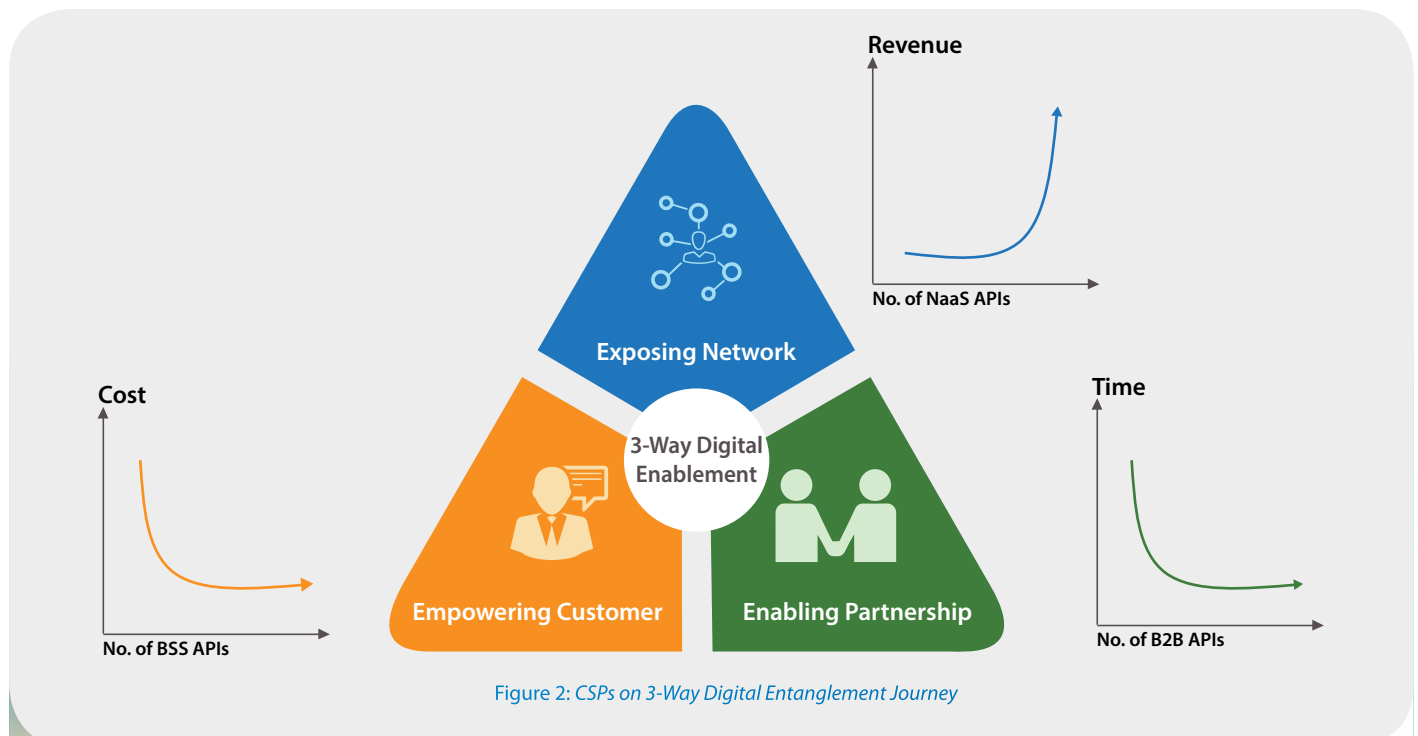 Revenue
No. of NaaS APIs
Exposing Network
Cost
No. of BSS APIs
3-Way Digital
Enablement
Time
No. of B2B APIs
Empowering Customer
Enabling Partnership
Figure 2: CSPs on 3-Way Digital Entanglement Journey